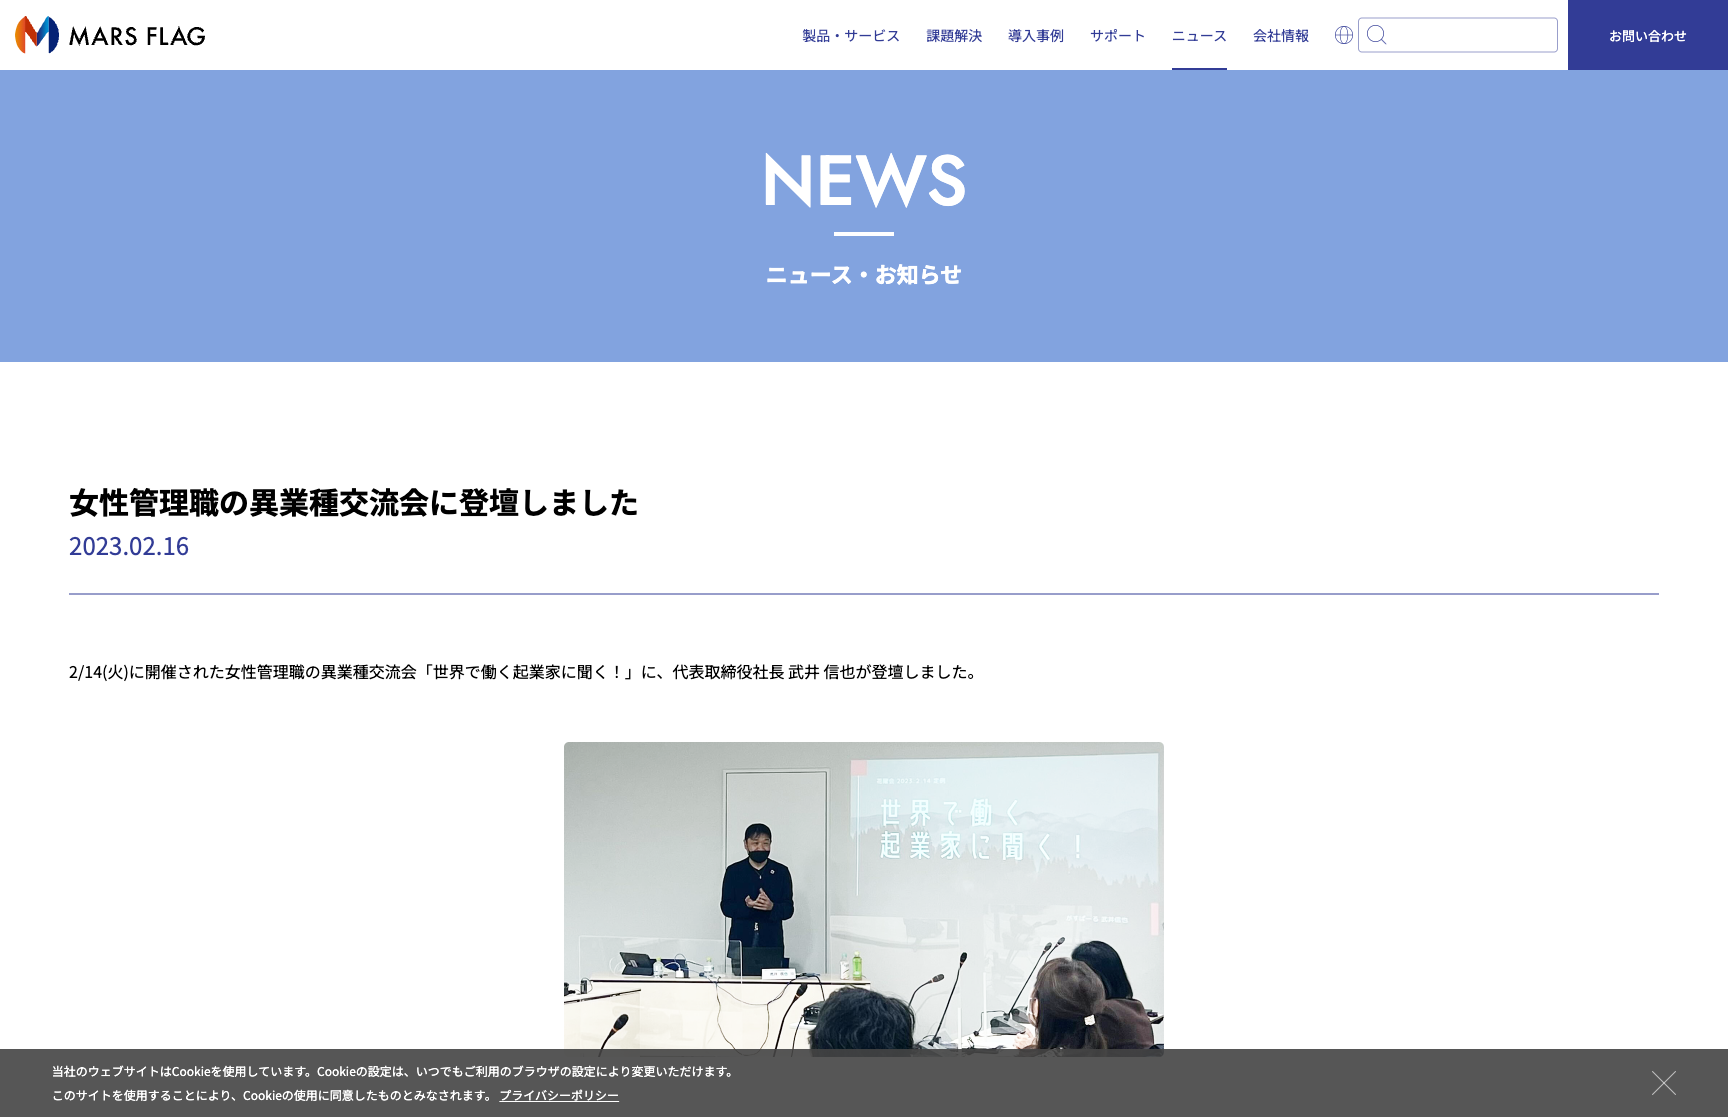 MARS FLAG
製品・サービス
課題解決
導入事例
サポート
ニュース
会社情報
お問い合わせ
NEWS
ニュース・お知らせ
女性管理職の異業種交流会に登壇しました
2023.02.16
2/14(火)に開催された女性管理職の異業種交流会「世界で働く起業家に聞く！」に、代表取締役社長 武井 信也が登壇しました。
世界で働く
起業家に聞く！
当社のウェブサイトはCookieを使用しています。Cookieの設定は、いつでもご利用のブラウザの設定により変更いただけます。
このサイトを使用することにより、Cookieの使用に同意したものとみなされます。 プライバシーポリシー